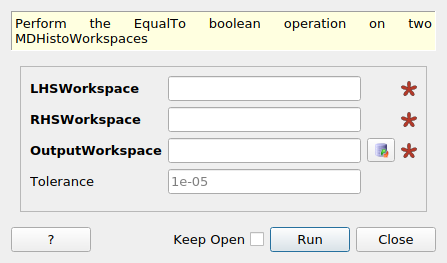 Perform the EqualTo boolean operation on two
MDHistoWorkspaces
LHSWorkspace
RHSWorkspace
OutputWorkspace
Tolerance 1e-05
? Keep Open Run Close